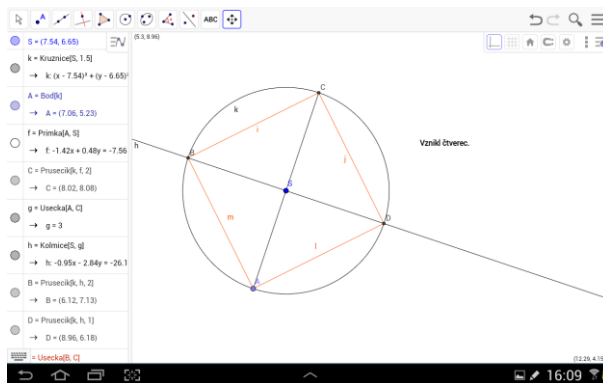 ABC
(5.3, 8.96)
S = (7.54, 6.65)
k = Kruznice[S, 1.5]
→ k: (x - 7.54)² + (y - 6.65)²
A = Bod[k]
→ A = (7.06, 5.23)
f = Primka[A, S]
→ f: -1.42x + 0.48y = -7.56
C = Prusecik[k, f, 2]
→ C = (8.02, 8.08)
g = Usecka[A, C]
→ g = 3
h = Kolmice[S, g]
→ h: -0.95x - 2.84y = -26.1
B = Prusecik[k, h, 2]
→ B = (6.12, 7.13)
D = Prusecik[k, h, 1]
→ D = (8.96, 6.18)
= Usecka[B, C]
C
k
i
Vznikl čtverec.
h
B
j
S
m
D
l
A
(12.29, 4.15
16:09